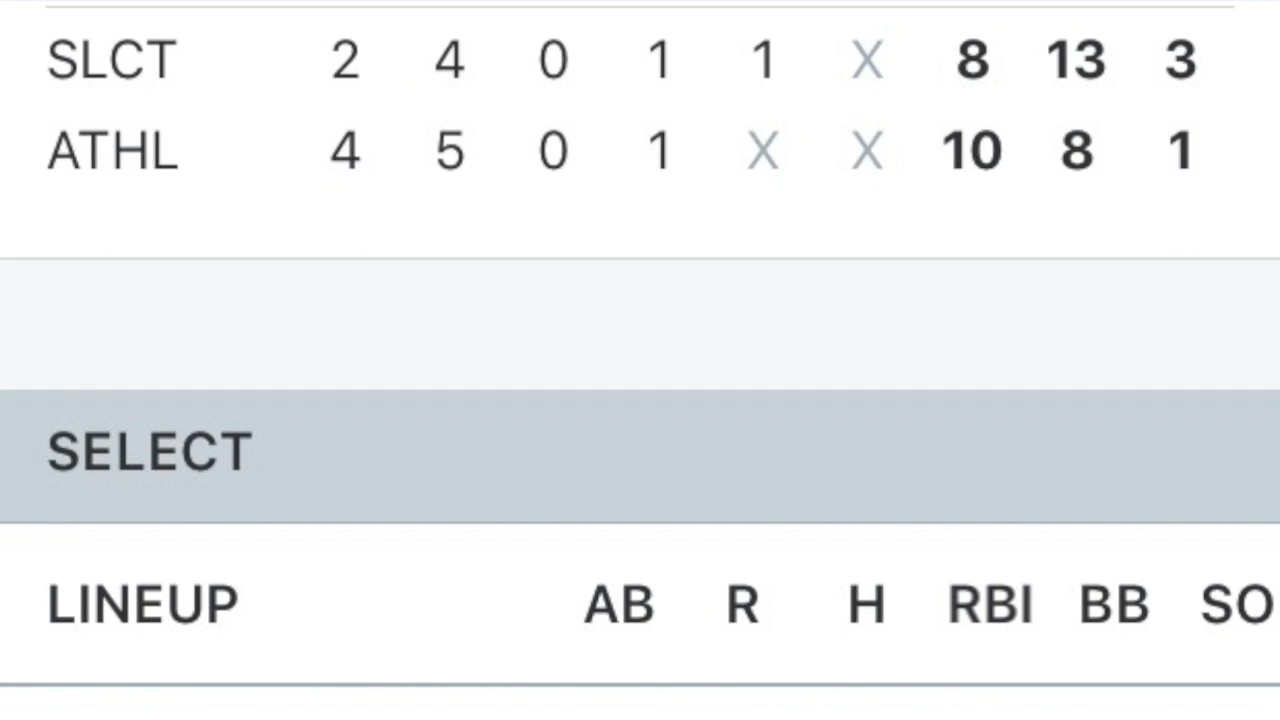 SLCT 2 4 0 1 1 X 8 13 3
ATHL 4 5 0 1 X X 10 8 1
SELECT
LINEUP AB R H RBI BB SO